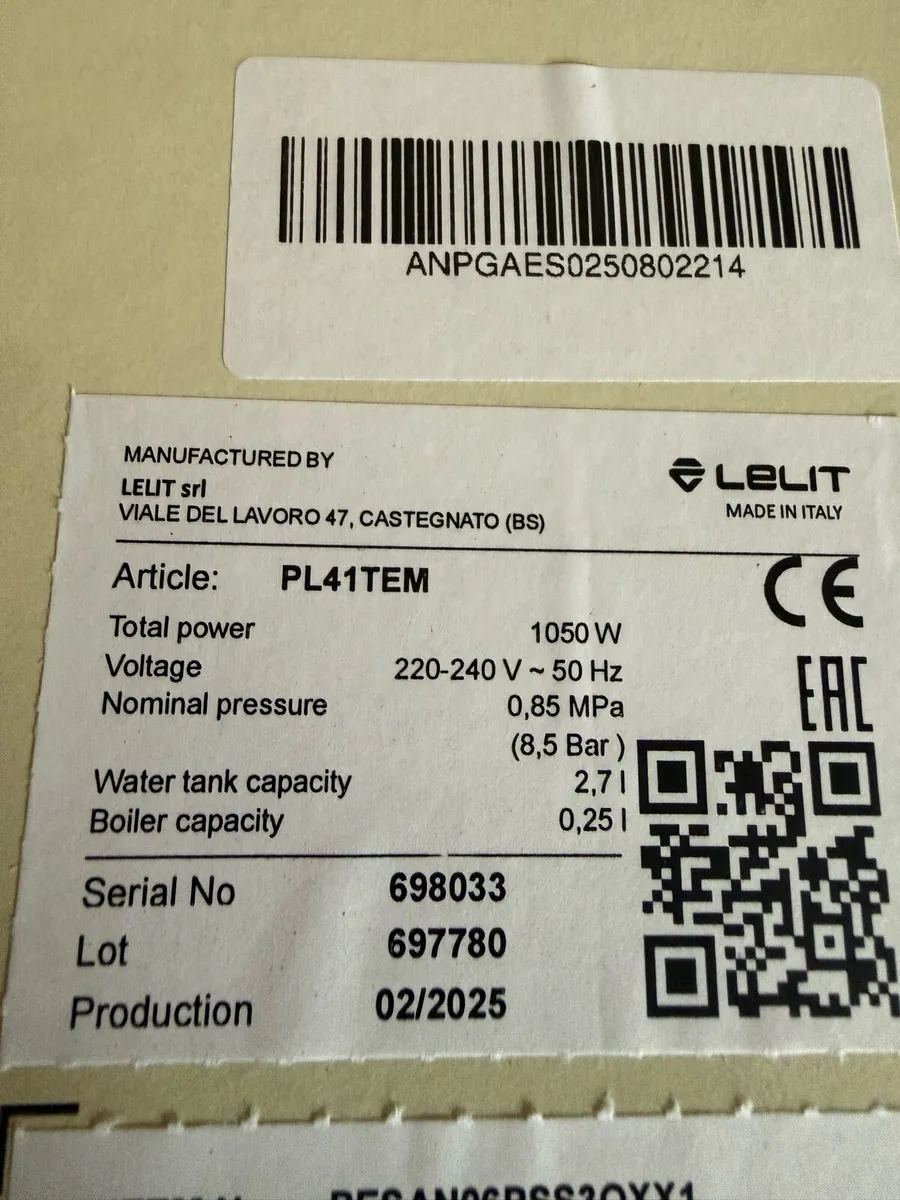 ANPGAES0250802214
MANUFACTURED BY
LELIT srl
VIALE DEL LAVORO 47, CASTEGNATO (BS)
LELIT
MADE IN ITALY
Article: PL41TEM
CE
Total power 1050 W
Voltage 220-240 V ~ 50 Hz
EAC
Nominal pressure 0,85 MPa
(8,5 Bar )
Water tank capacity 2,7 l
Boiler capacity 0,25 l
Serial No 698033
Lot 697780
Production 02/2025